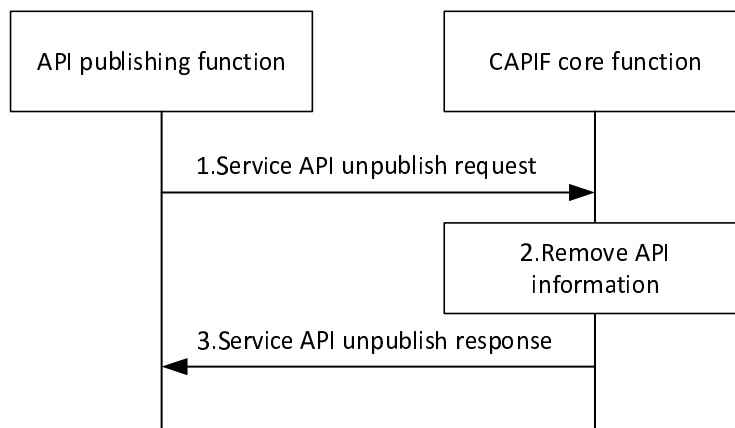 API publishing function
CAPIF core function
1.Service API unpublish request
2.Remove API
information
3.Service API unpublish response